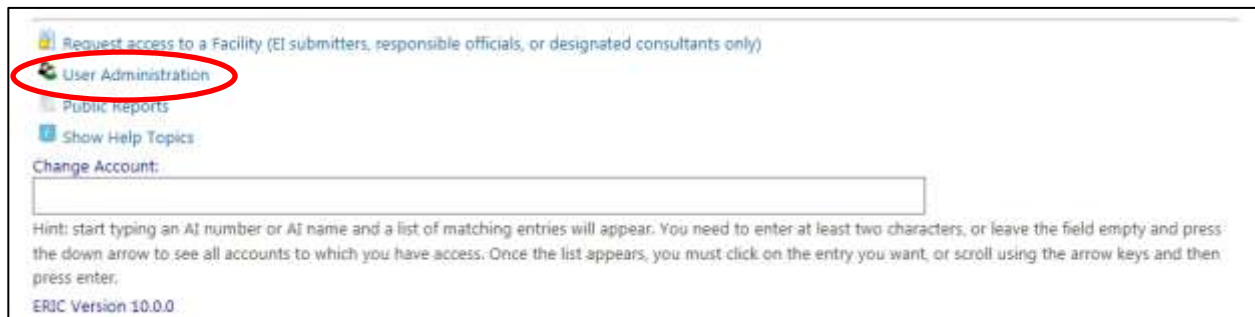 Request access to a Facility (EI submitters, responsible officials, or designated consultants only)
User Administration
Public Reports
Show Help Topics
Change Account:
Hint: start typing an AI number or AI name and a list of matching entries will appear. You need to enter at least two characters, or leave the field empty and press
the down arrow to see all accounts to which you have access. Once the list appears, you must click on the entry you want, or scroll using the arrow keys and then
press enter.
ERIC Version 10.0.0